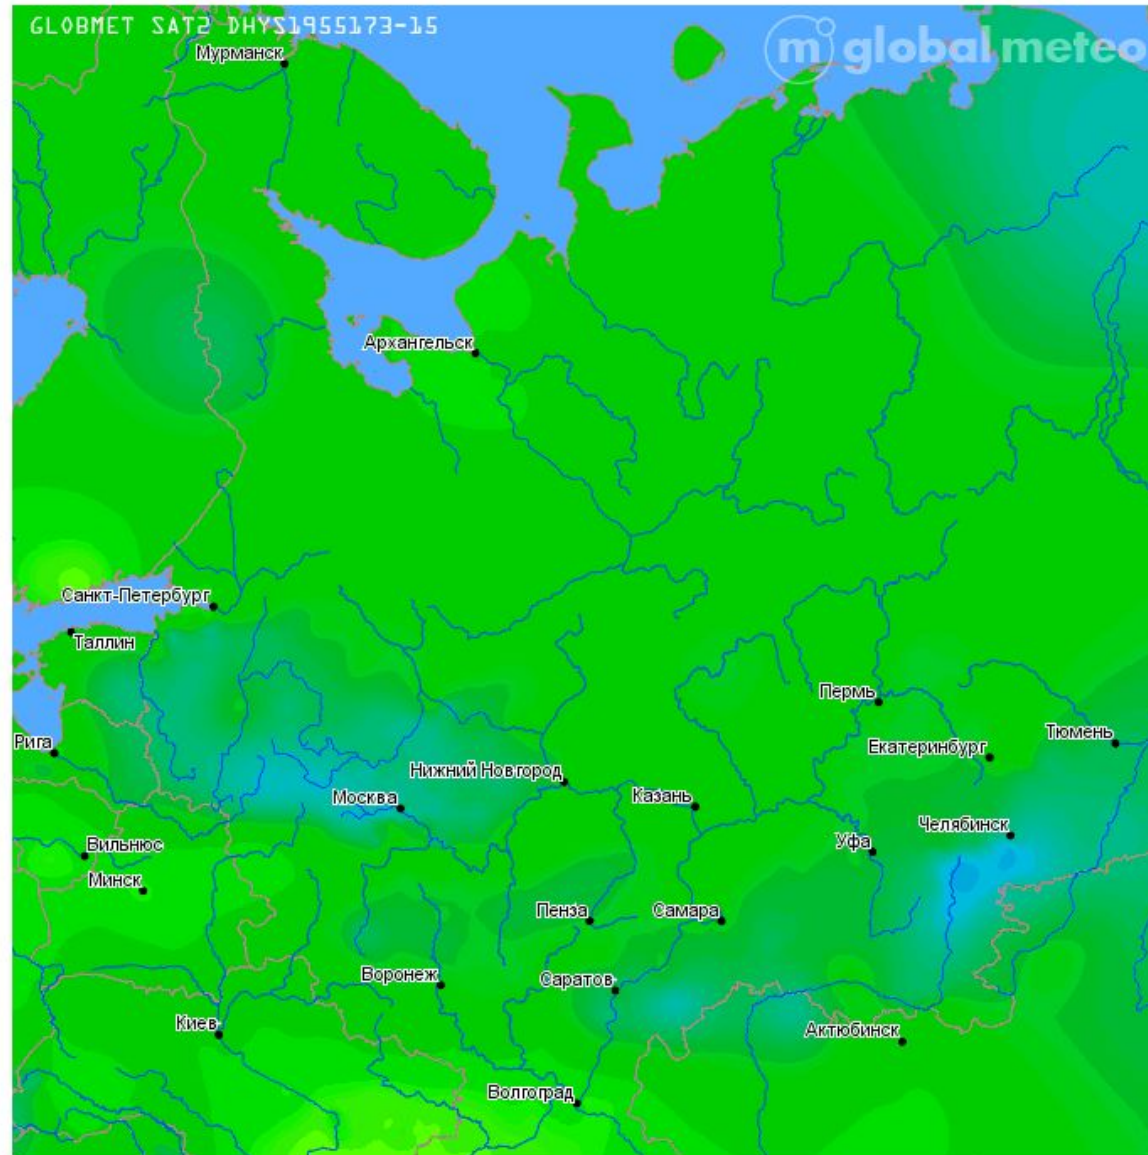 GLOBMET SAT2 DHYS1955173-15
m global meteo
Мурманск
Архангельск
Санкт-Петербург
Таллин
Пермь
Рига
Тюмень
Екатеринбург
Нижний Новгород
Москва
Казань
Челябинск
Уфа
Вильнюс
Минск
Пенза
Самара
Воронеж
Саратов
Киев
Актюбинск
Волгоград